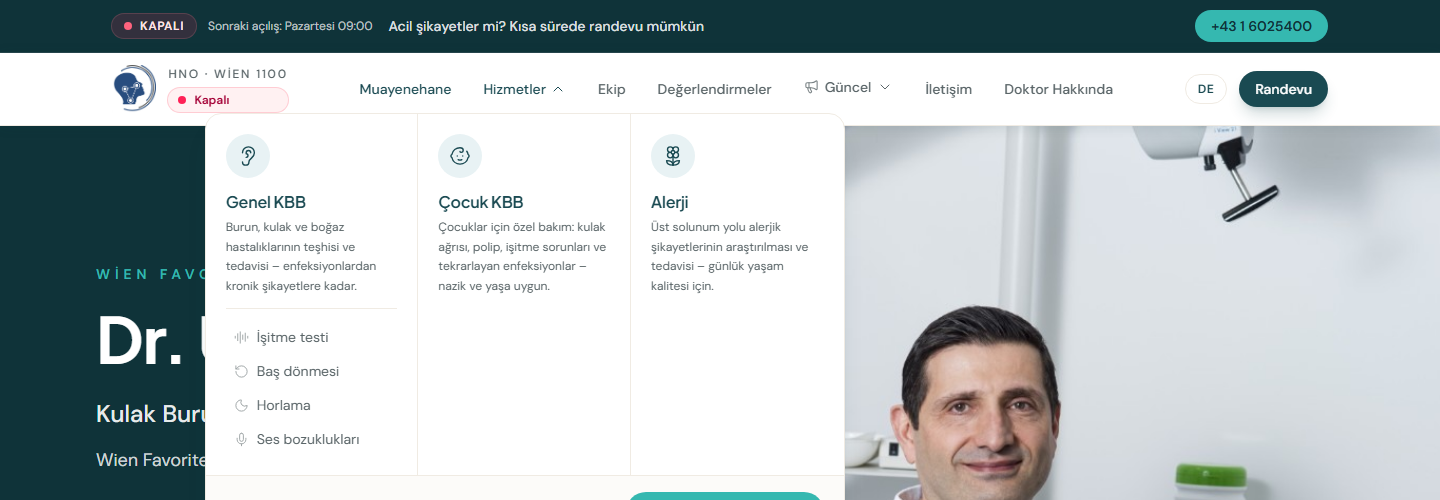 KAPALI Sonraki açılış: Pazartesi 09:00 Acil şikayetler mi? Kısa sürede randevu mümkün +43 1 6025400
HNO · WİEN 1100
Kapalı
Muayenehane Hizmetler Ekip Değerlendirmeler Güncel İletişim Doktor Hakkında DE Randevu
Genel KBB
Burun, kulak ve boğaz
hastalıklarının teşhisi ve
tedavisi – enfeksiyonlardan
kronik şikayetlere kadar.
İşitme testi
Baş dönmesi
Horlama
Ses bozuklukları
Çocuk KBB
Çocuklar için özel bakım: kulak
ağrısı, polip, işitme sorunları ve
tekrarlayan enfeksiyonlar –
nazik ve yaşa uygun.
Alerji
Üst solunum yolu alerjik
şikayetlerinin araştırılması ve
tedavisi – günlük yaşam
kalitesi için.
WİEN
Dr.
Kulak
Wien